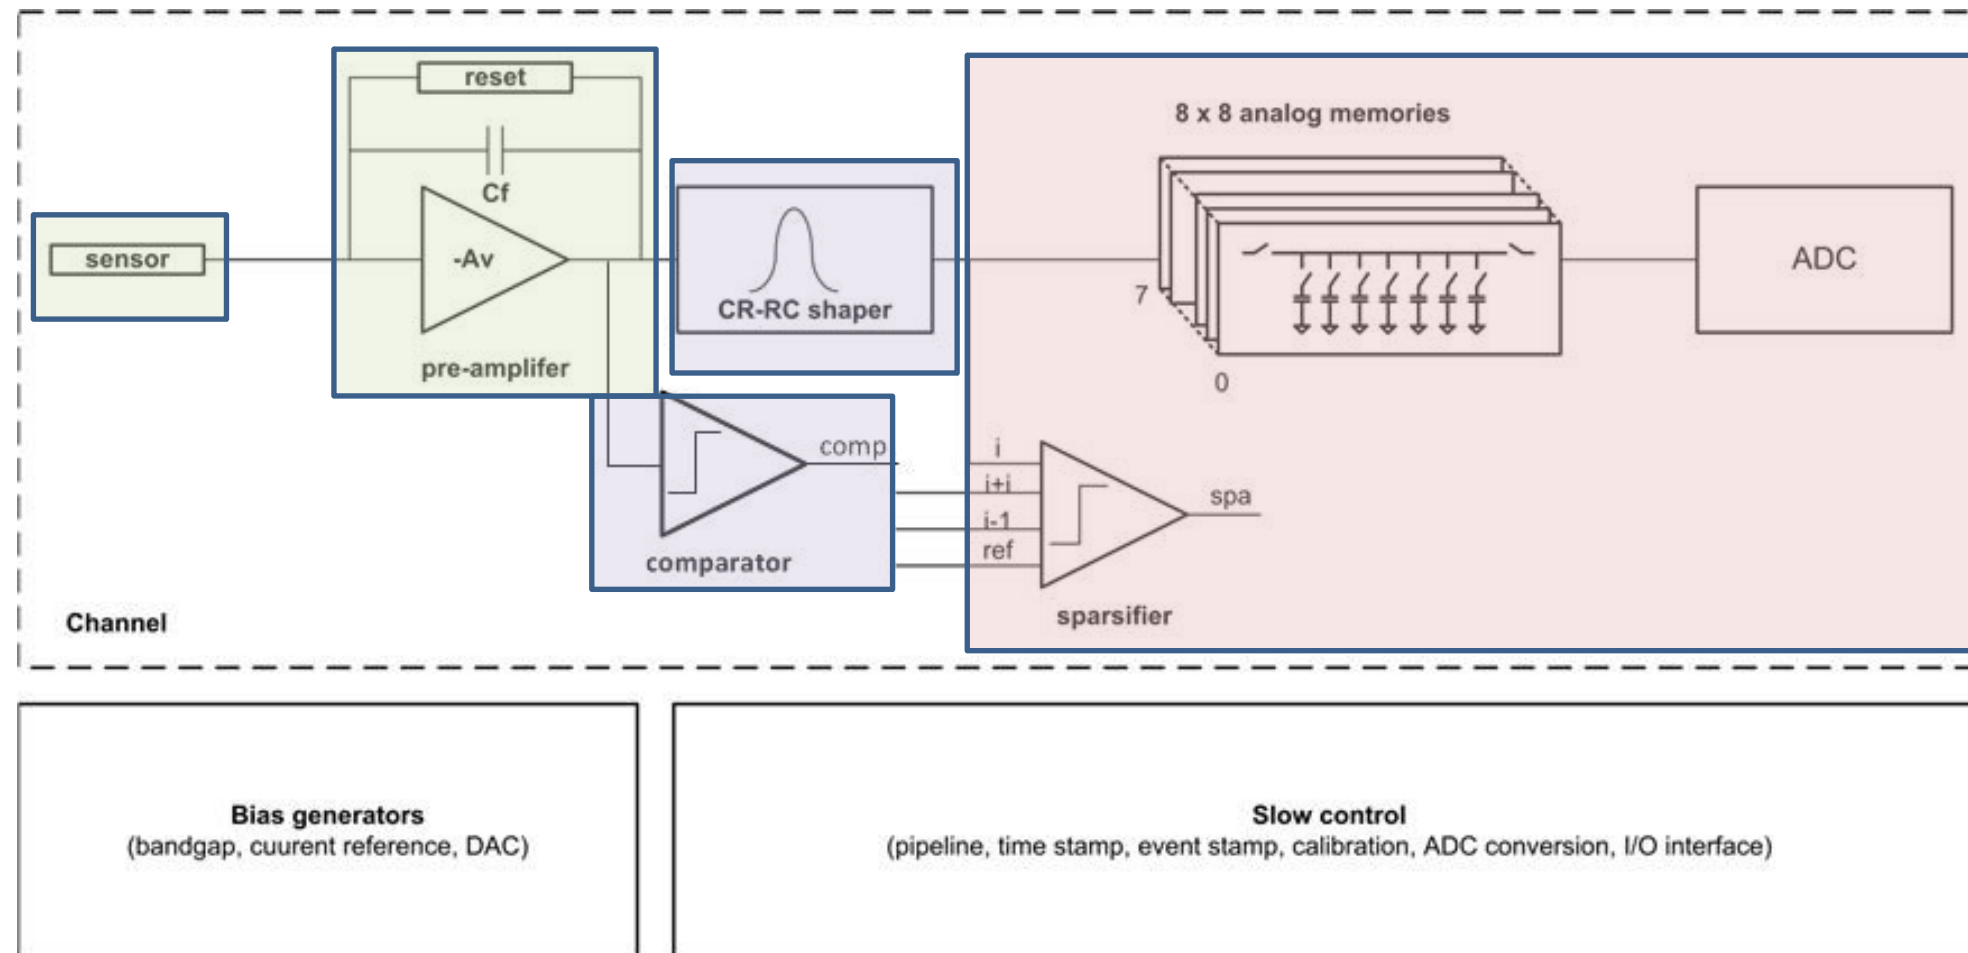 reset
8 x 8 analog memories
Cf
sensor
-Av
ADC
CR-RC shaper
7
pre-amplifer
0
comp
i
i+i
i-1
ref
spa
comparator
sparsifier
Channel
Bias generators
(bandgap, cuurent reference, DAC)
Slow control
(pipeline, time stamp, event stamp, calibration, ADC conversion, I/O interface)